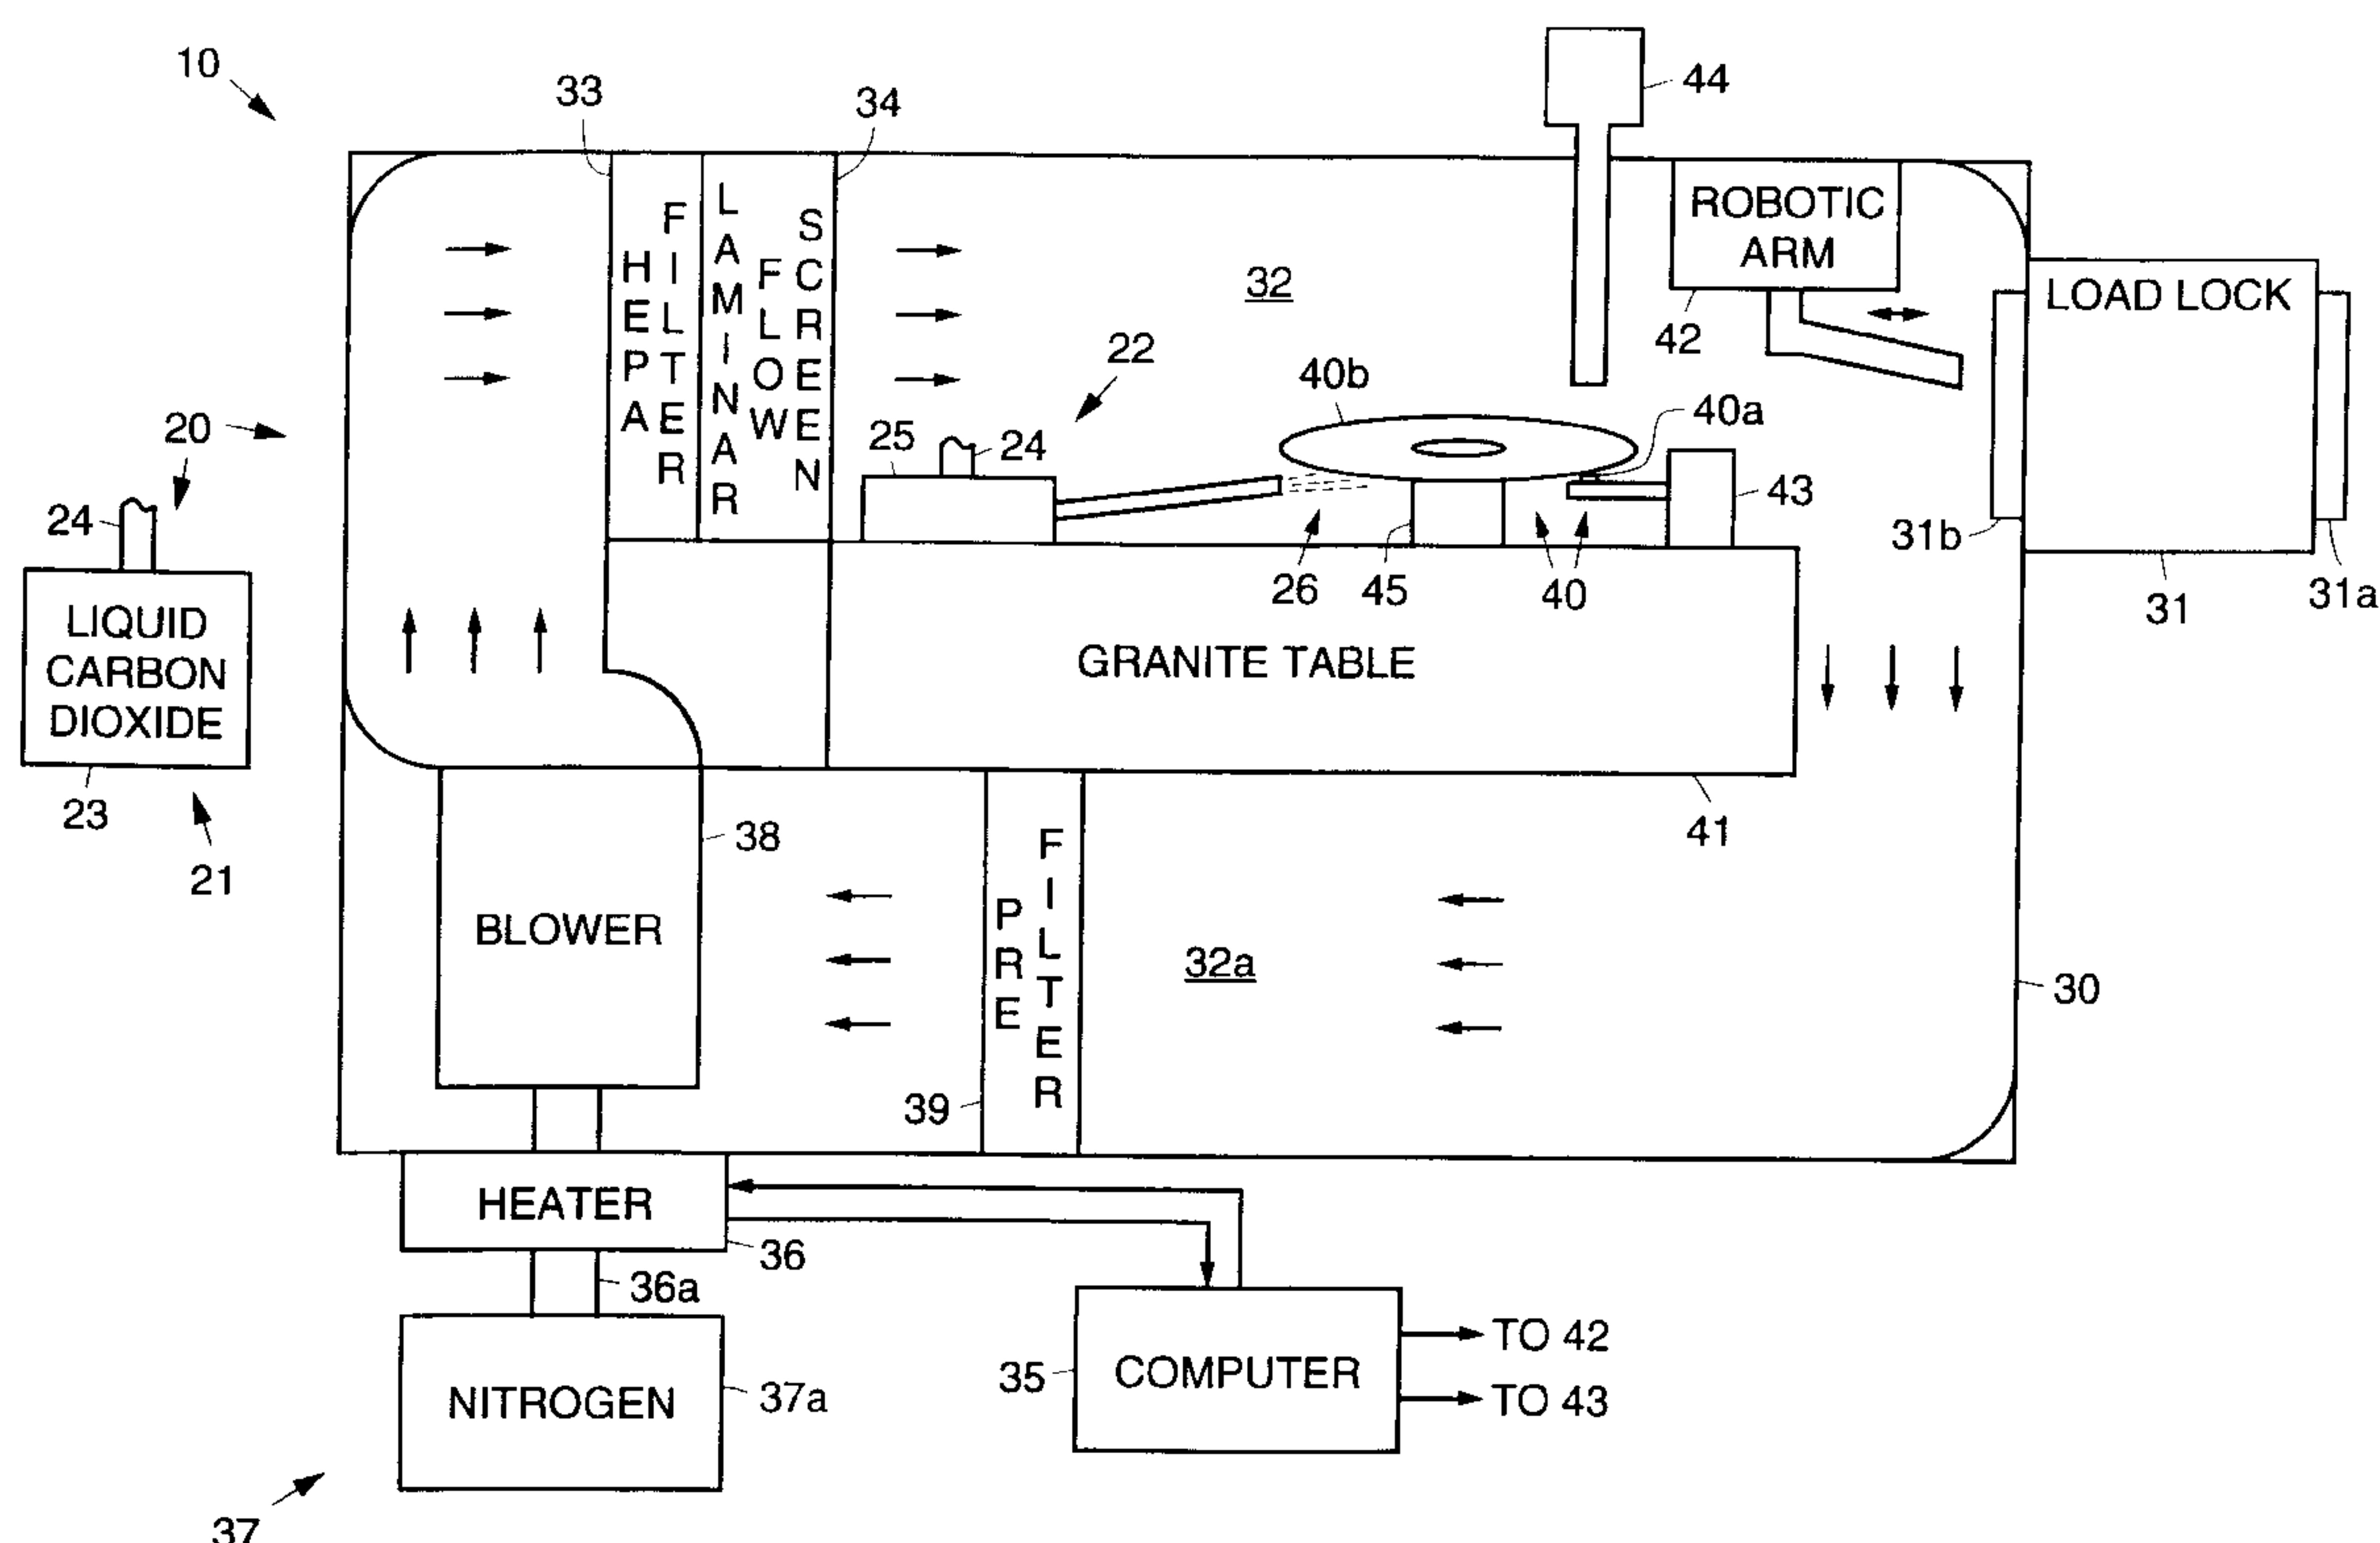 10
33
34
44
HEPA
FILTER
LAMINAR
FLOW
SCREEN
ROBOTIC
ARM
42
LOAD LOCK
32
22
40b
40a
20
25
24
43
24
31b
26
45
40
31
31a
LIQUID
CARBON
DIOXIDE
GRANITE TABLE
23
21
38
41
BLOWER
PRE
FILTER
32a
30
39
HEATER
36
36a
NITROGEN
37a
35
COMPUTER
TO 42
TO 43
37